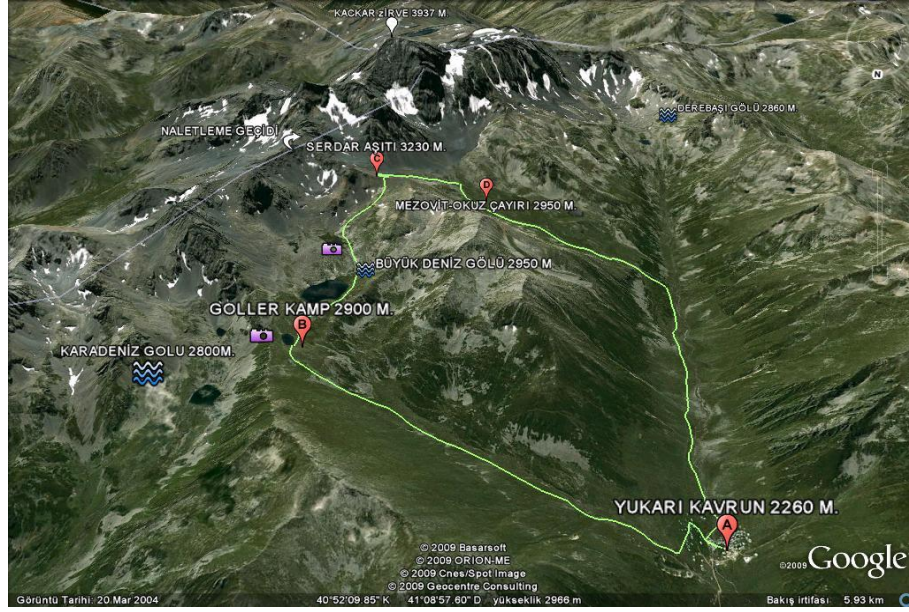 KACKAR ZİRVE 3937 M
N
DEREBAŞI GÖLÜ 2860 M
NALETLEME GEÇİDİ
SERDAR AŞITI 3230 M.
C
D
MEZOVİT-ÖKÜZ ÇAYIRI 2950 M.
BÜYÜK DENİZ GÖLÜ 2950 M
GOLLER KAMP 2900 M.
B
KARADENİZ GOLU 2800M.
YUKARI KAVRUN 2260 M.
A
© 2009 Basarsoft
© 2009 ORION-ME
© 2009 Cnes/Spot Image
© 2009 Geocentre Consulting
©2009 Google
Görüntü Tarihi: 20 Mar 2004 40°52'09.85" K 41°08'57.60" D yükseklik 2966 m Bakış irtifası 5.93 km